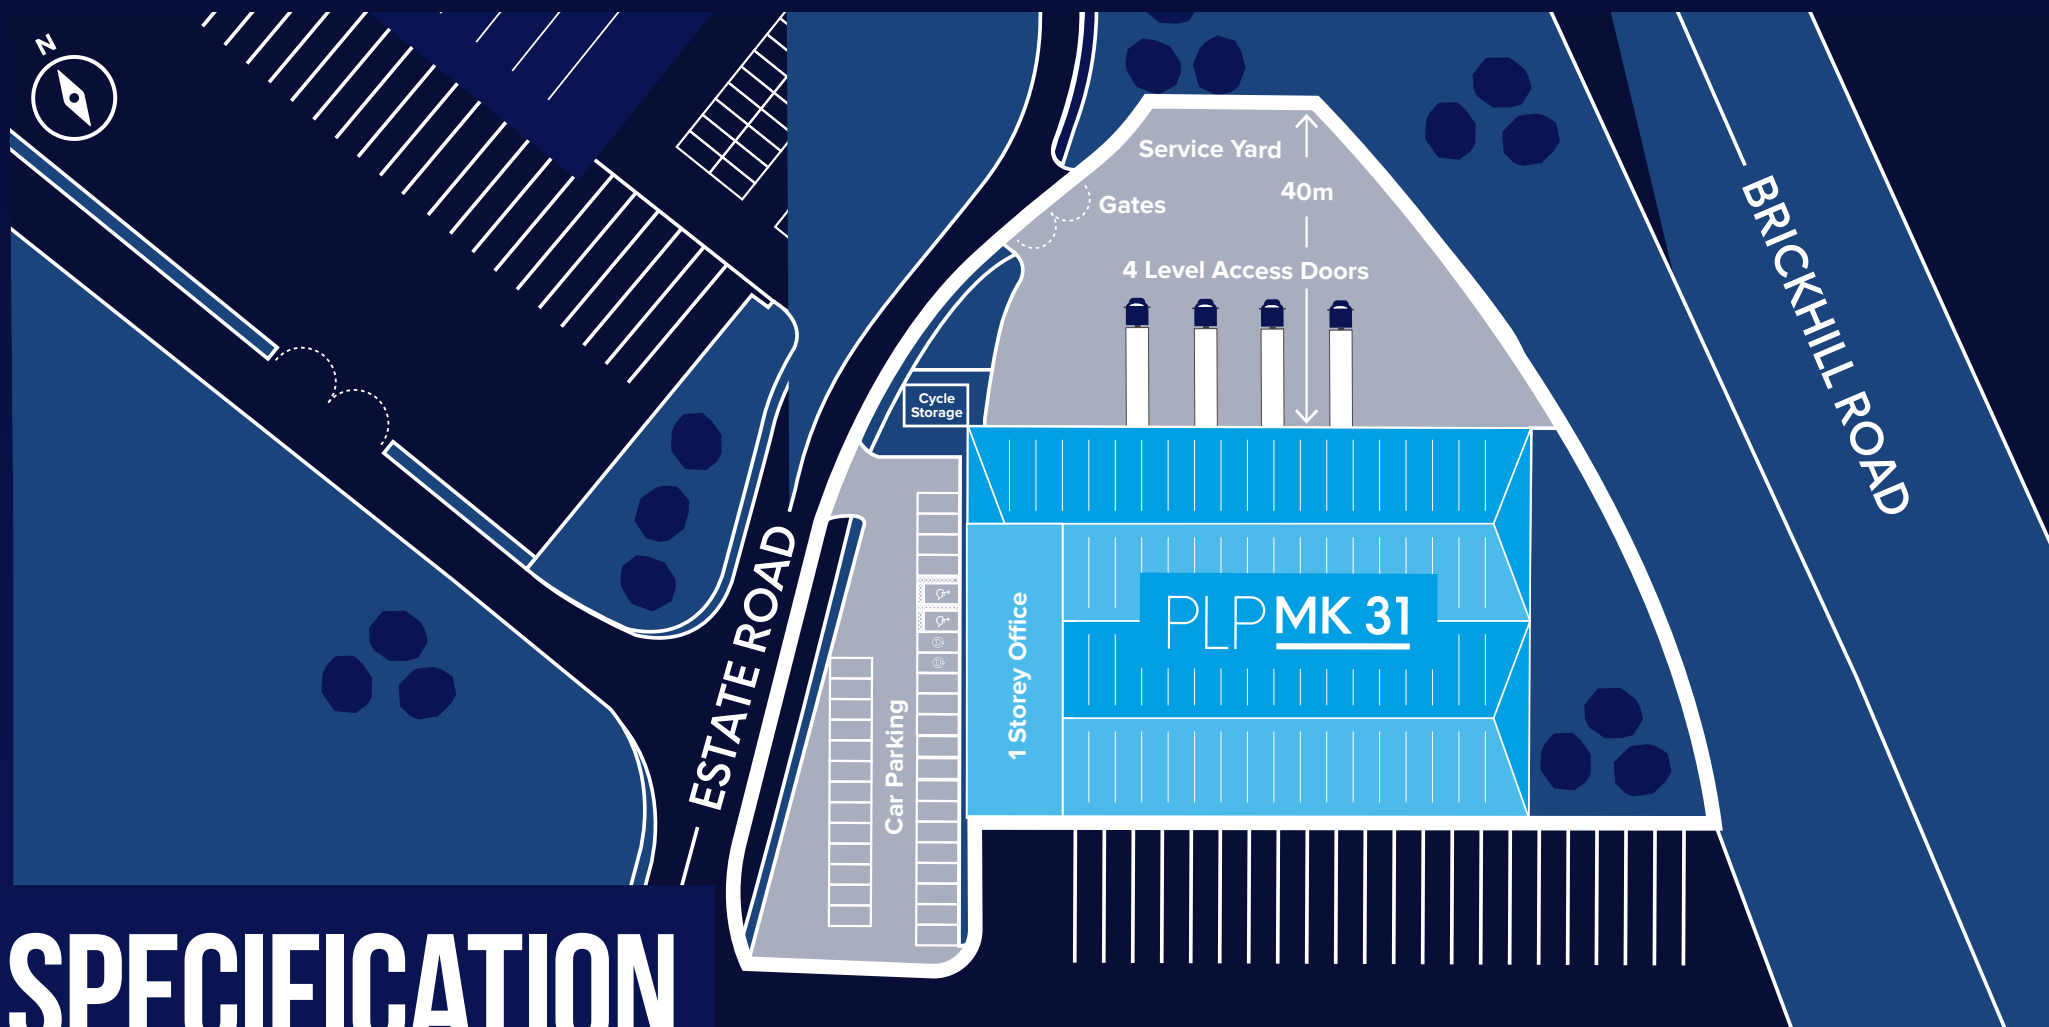 N
Service Yard
40m
Gates
4 Level Access Doors
Cycle
Storage
BRICKHILL ROAD
ESTATE ROAD
PLP MK 31
1 Storey Office
Car Parking
SPECIFICATION